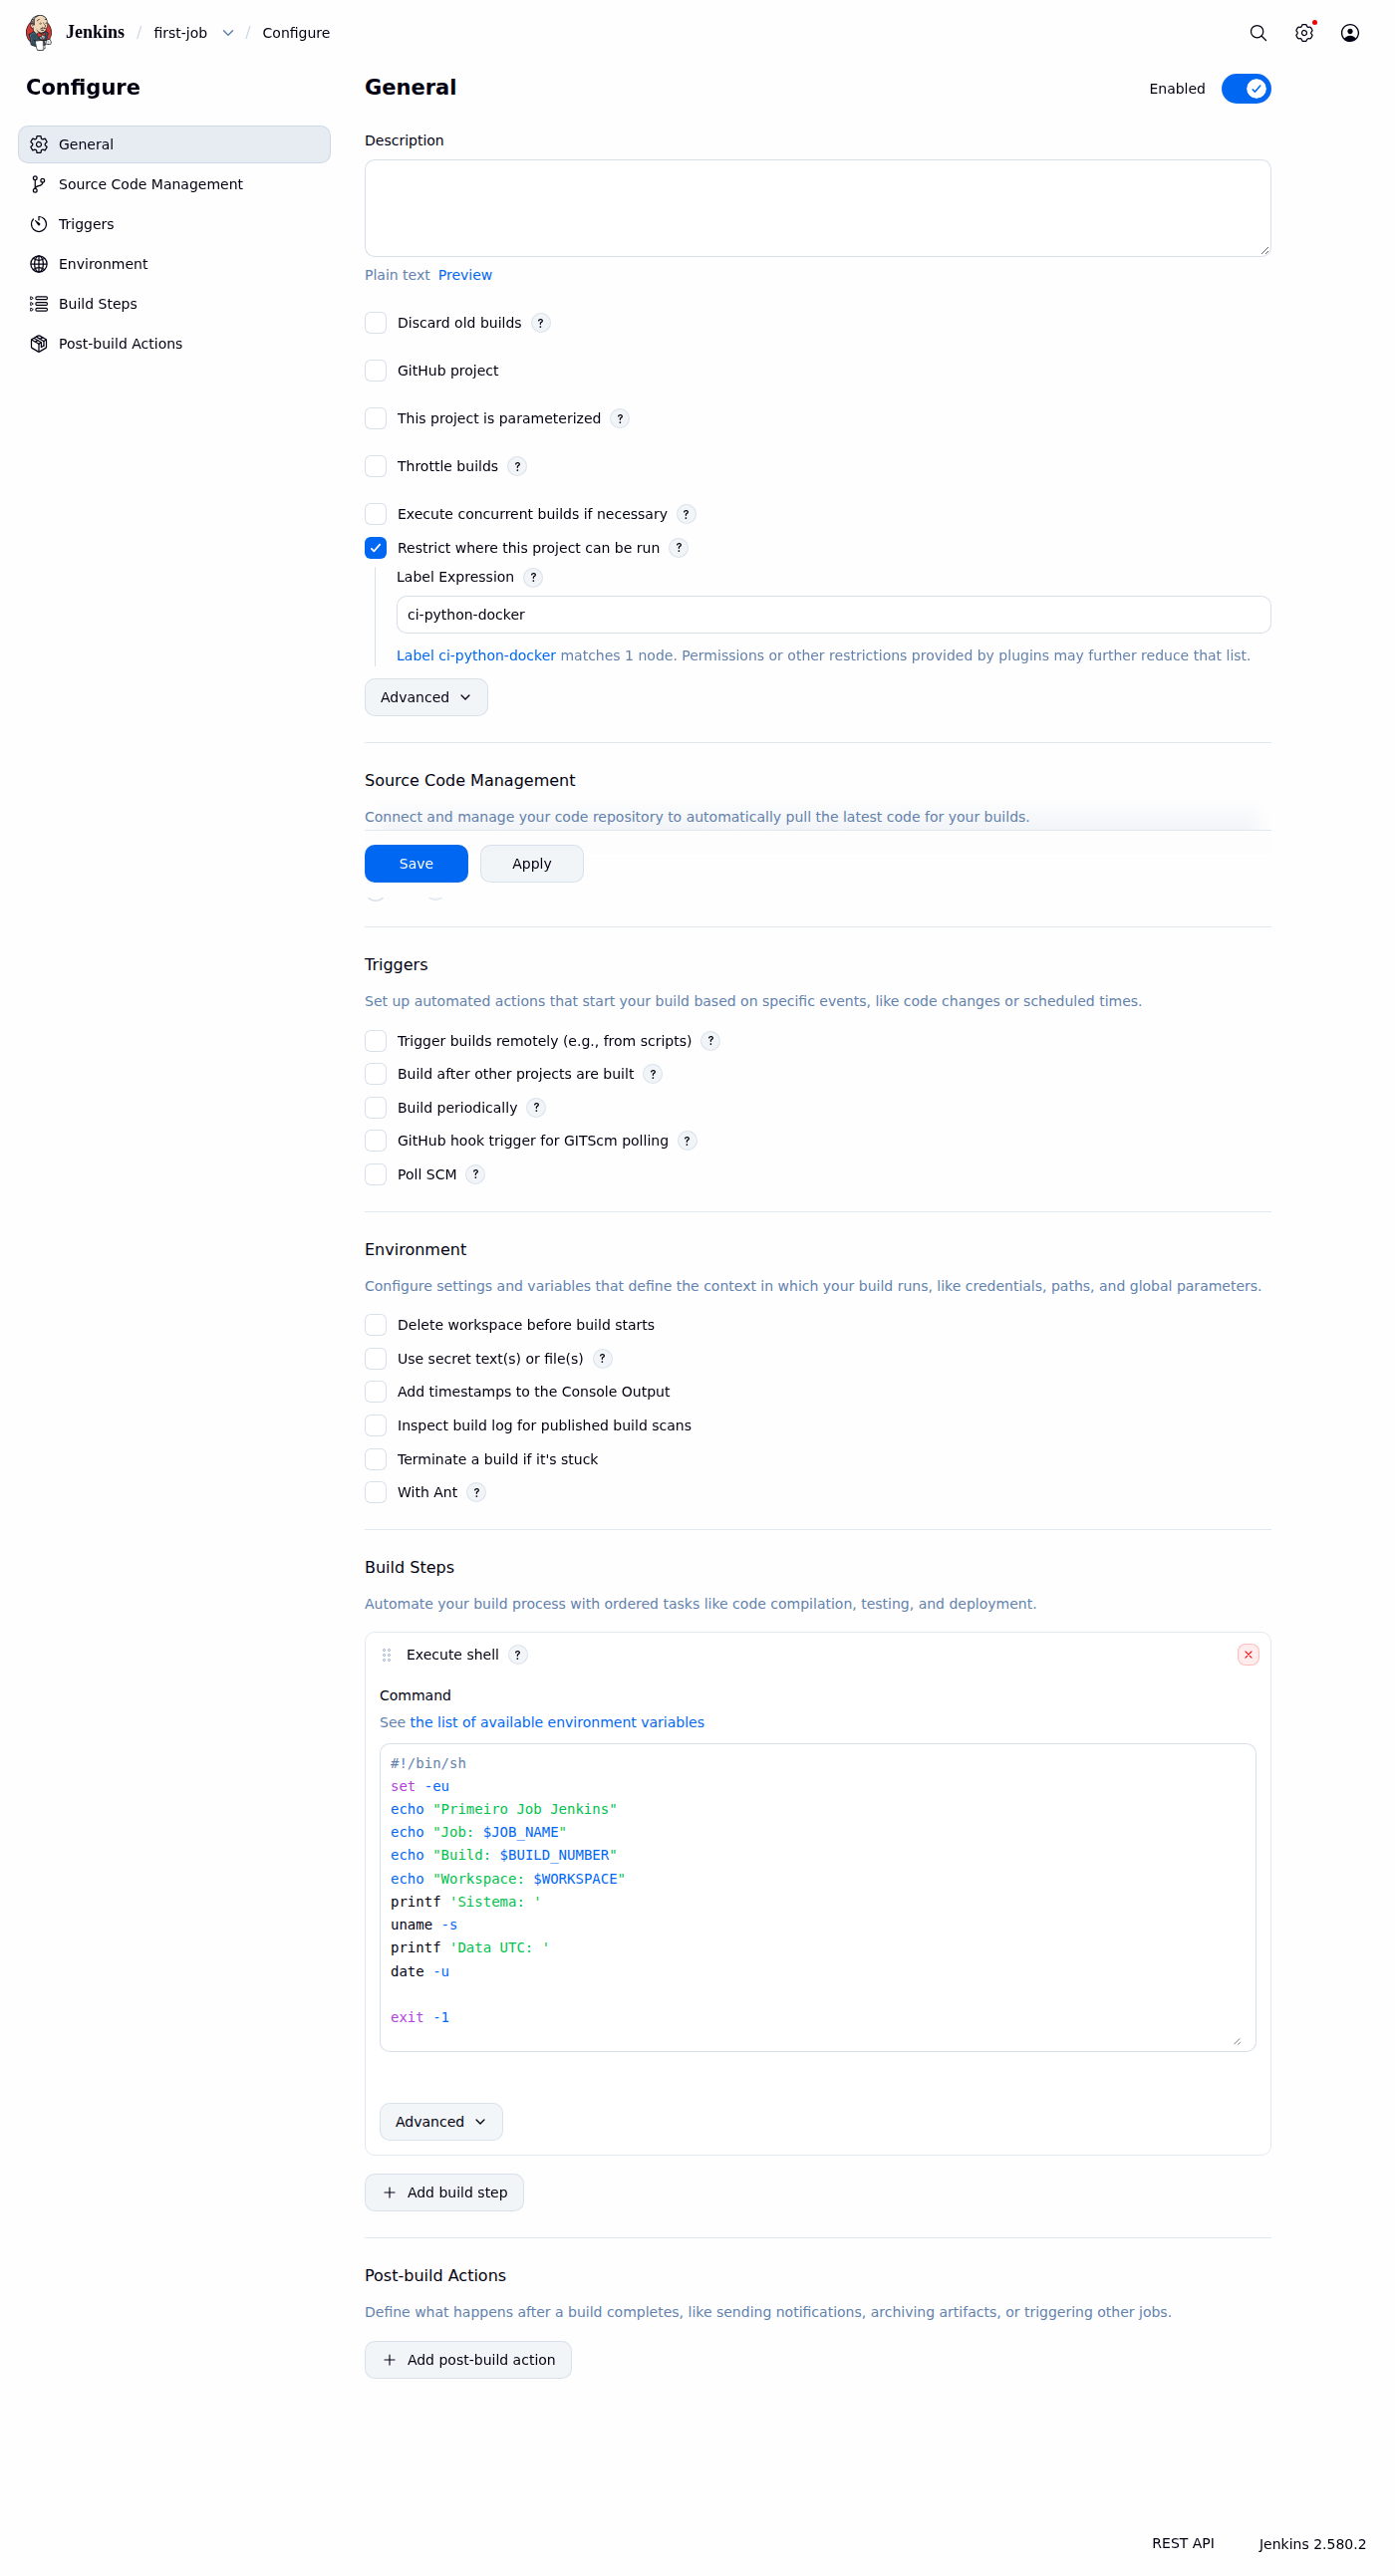 Jenkins / first-job / Configure
Configure
General
Source Code Management
Triggers
Environment
Build Steps
Post-build Actions
General
Enabled
Description
Plain text Preview
Discard old builds ?
GitHub project
This project is parameterized ?
Throttle builds ?
Execute concurrent builds if necessary ?
Restrict where this project can be run ?
Label Expression ?
ci-python-docker
Label ci-python-docker matches 1 node. Permissions or other restrictions provided by plugins may further reduce that list.
Advanced
Source Code Management
Connect and manage your code repository to automatically pull the latest code for your builds.
Save Apply
Triggers
Set up automated actions that start your build based on specific events, like code changes or scheduled times.
Trigger builds remotely (e.g., from scripts) ?
Build after other projects are built ?
Build periodically ?
GitHub hook trigger for GITScm polling ?
Poll SCM ?
Environment
Configure settings and variables that define the context in which your build runs, like credentials, paths, and global parameters.
Delete workspace before build starts
Use secret text(s) or file(s) ?
Add timestamps to the Console Output
Inspect build log for published build scans
Terminate a build if it's stuck
With Ant ?
Build Steps
Automate your build process with ordered tasks like code compilation, testing, and deployment.
Execute shell ?
Command
See the list of available environment variables
#!/bin/sh
set -eu
echo "Primeiro Job Jenkins"
echo "Job: $JOB_NAME"
echo "Build: $BUILD_NUMBER"
echo "Workspace: $WORKSPACE"
printf 'Sistema: '
uname -s
printf 'Data UTC: '
date -u
exit -1
Advanced
Add build step
Post-build Actions
Define what happens after a build completes, like sending notifications, archiving artifacts, or triggering other jobs.
Add post-build action
REST API Jenkins 2.580.2